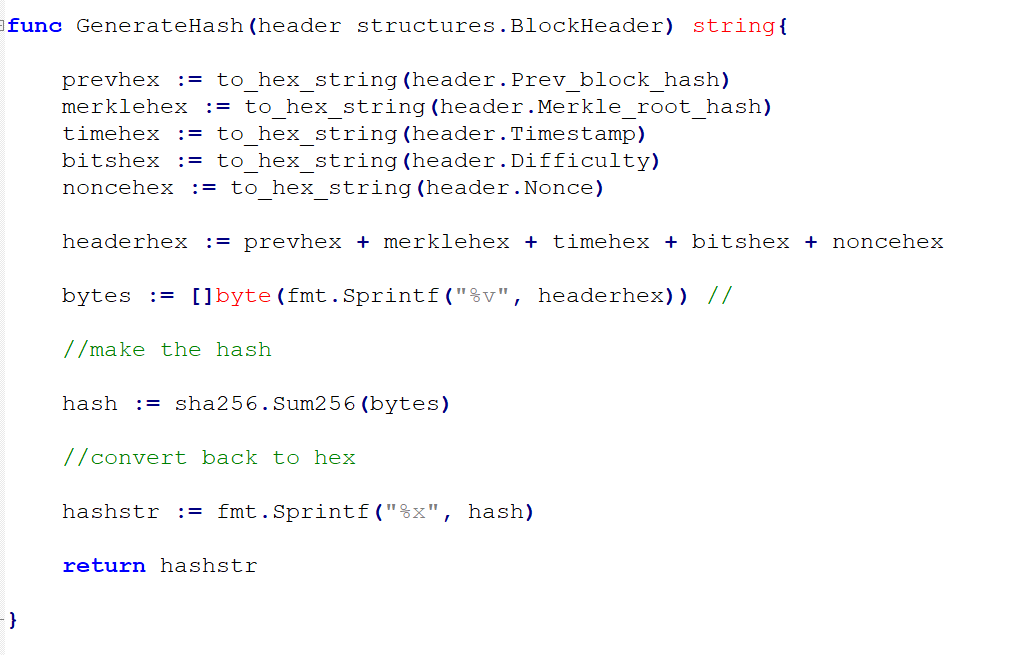 func GenerateHash(header structures.BlockHeader) string{
prevhex := to_hex_string(header.Prev_block_hash)
merklehex := to_hex_string(header.Merkle_root_hash)
timehex := to_hex_string(header.Timestamp)
bitshex := to_hex_string(header.Difficulty)
noncehex := to_hex_string(header.Nonce)
headerhex := prevhex + merklehex + timehex + bitshex + noncehex
bytes := []byte(fmt.Sprintf("%v", headerhex)) //
//make the hash
hash := sha256.Sum256(bytes)
//convert back to hex
hashstr := fmt.Sprintf("%x", hash)
return hashstr
}